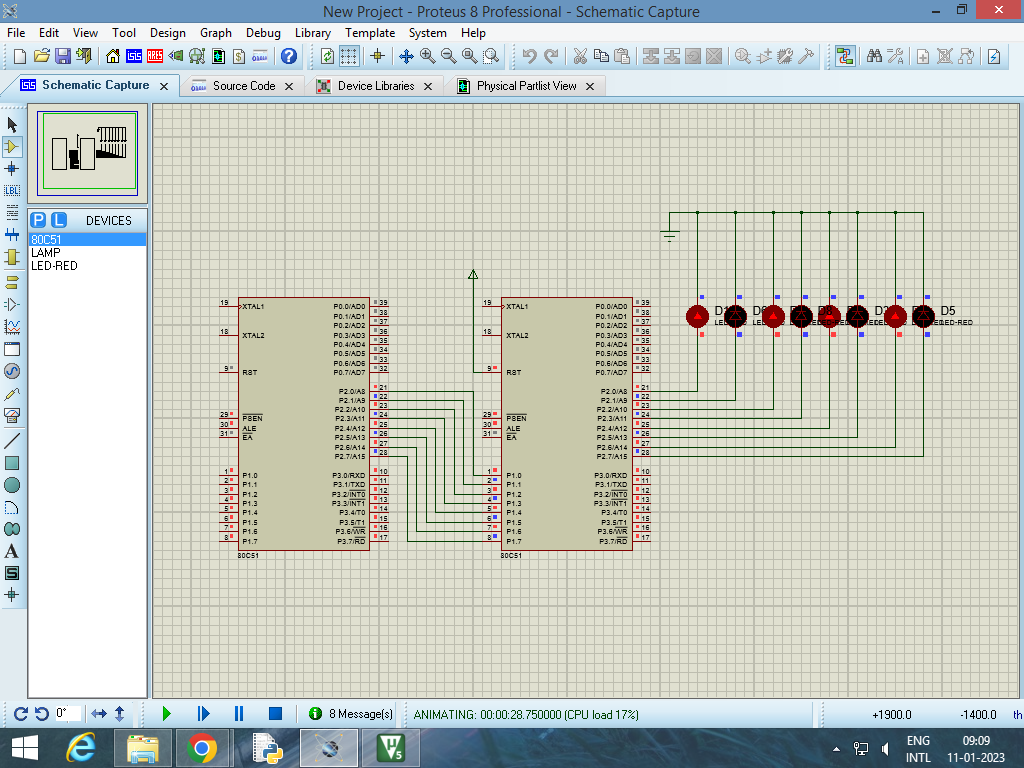 New Project - Proteus 8 Professional - Schematic Capture
File Edit View Tool Design Graph Debug Library Template System Help
Schematic Capture Source Code Device Libraries Physical Partlist View
LBL
P L DEVICES
80C51
LAMP
LED-RED
A
S
19 XTAL1
18 XTAL2
9 RST
29 PSEN
30 ALE
31 EA
1 P1.0
2 P1.1
3 P1.2
4 P1.3
5 P1.4
6 P1.5
7 P1.6
8 P1.7
P0.0/AD0 39
P0.1/AD1 38
P0.2/AD2 37
P0.3/AD3 36
P0.4/AD4 35
P0.5/AD5 34
P0.6/AD6 33
P0.7/AD7 32
P2.0/A8 21
P2.1/A9 22
P2.2/A10 23
P2.3/A11 24
P2.4/A12 25
P2.5/A13 26
P2.6/A14 27
P2.7/A15 28
P3.0/RXD 10
P3.1/TXD 11
P3.2/INT0 12
P3.3/INT1 13
P3.4/T0 14
P3.5/T1 15
P3.6/WR 16
P3.7/RD 17
80C51
19 XTAL1
18 XTAL2
9 RST
29 PSEN
30 ALE
31 EA
1 P1.0
2 P1.1
3 P1.2
4 P1.3
5 P1.4
6 P1.5
7 P1.6
8 P1.7
P0.0/AD0 39
P0.1/AD1 38
P0.2/AD2 37
P0.3/AD3 36
P0.4/AD4 35
P0.5/AD5 34
P0.6/AD6 33
P0.7/AD7 32
P2.0/A8 21
P2.1/A9 22
P2.2/A10 23
P2.3/A11 24
P2.4/A12 25
P2.5/A13 26
P2.6/A14 27
P2.7/A15 28
P3.0/RXD 10
P3.1/TXD 11
P3.2/INT0 12
P3.3/INT1 13
P3.4/T0 14
P3.5/T1 15
P3.6/WR 16
P3.7/RD 17
80C51
D5
0° 8 Message(s) ANIMATING: 00:00:28.750000 (CPU load 17%) +1900.0 -1400.0 th
ENG 09:09
INTL 11-01-2023